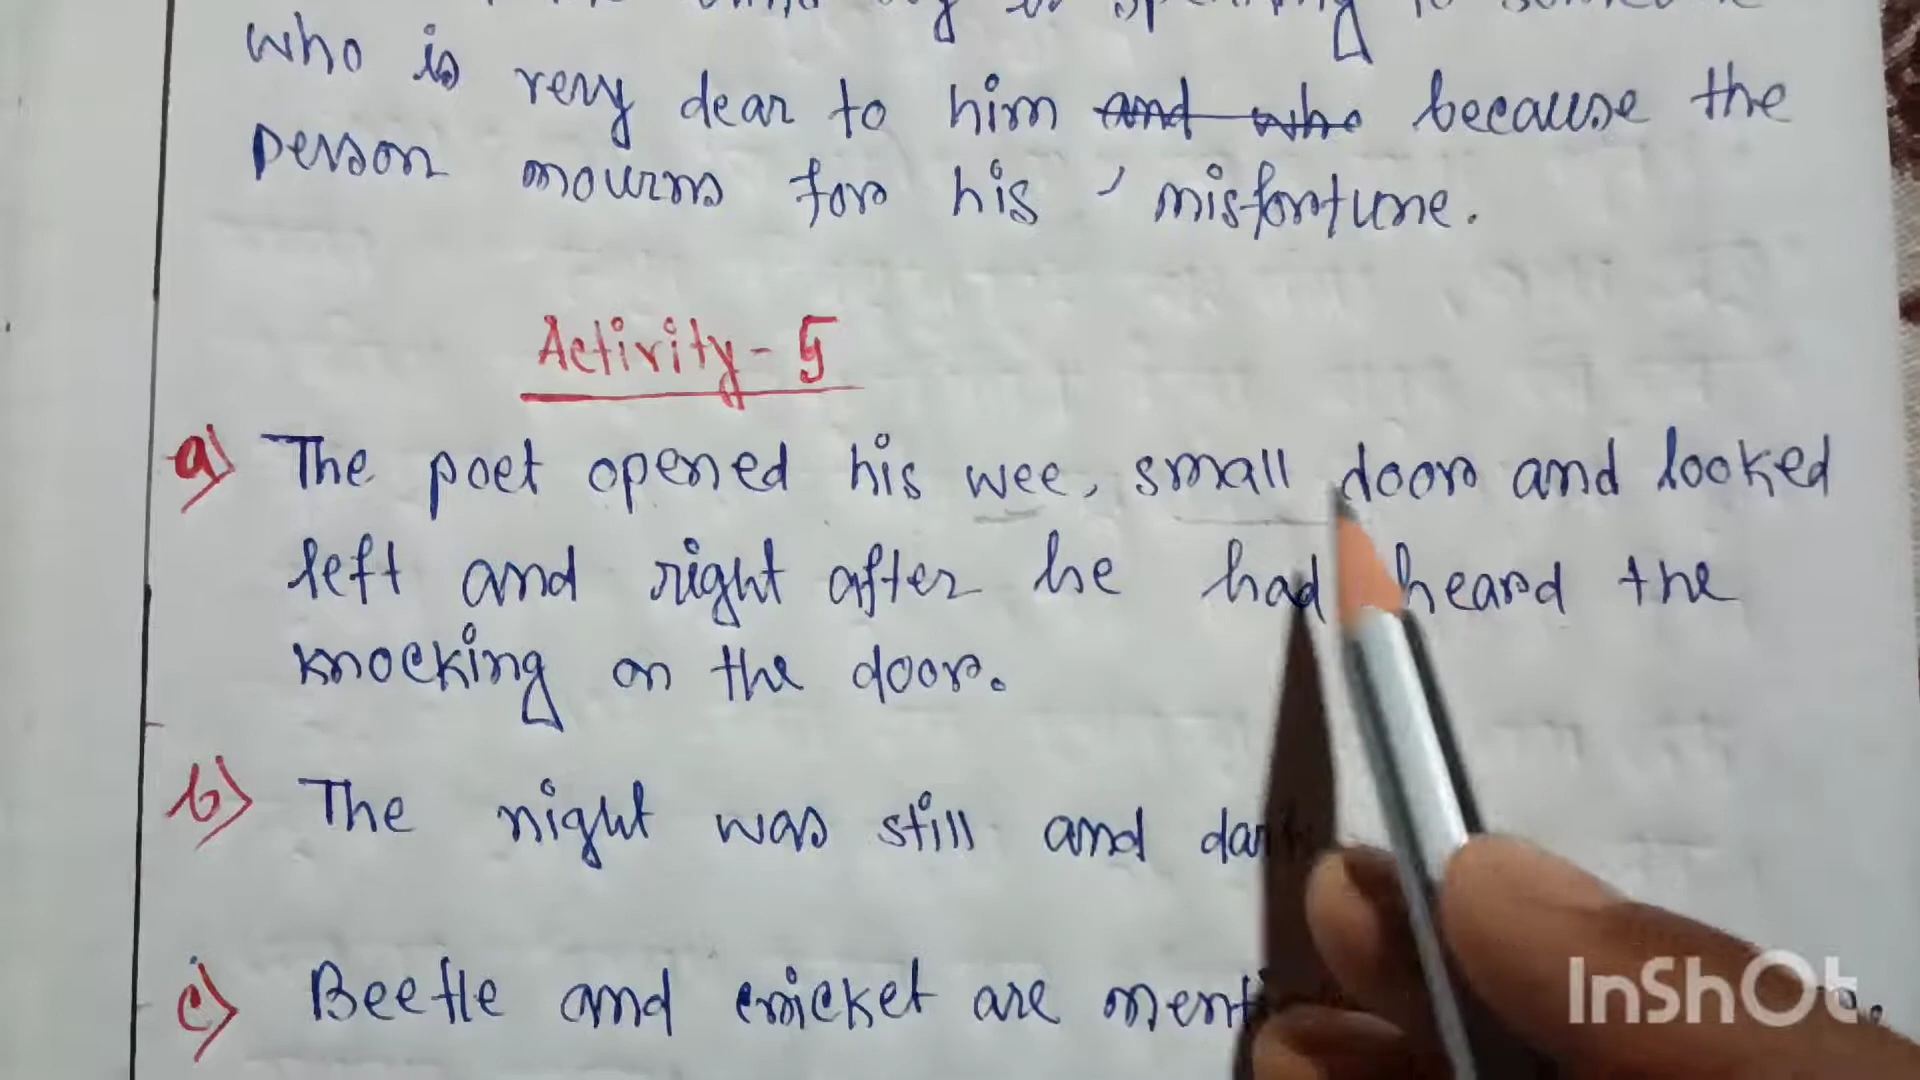 who is very dear to him and who because the
person mourns for his misfortune.
Activity - 5
a) The poet opened his wee, small door and looked
left and right after he had heard the
knocking on the door.
b) The night was still and
c) Beetle and cricket are
InShOt